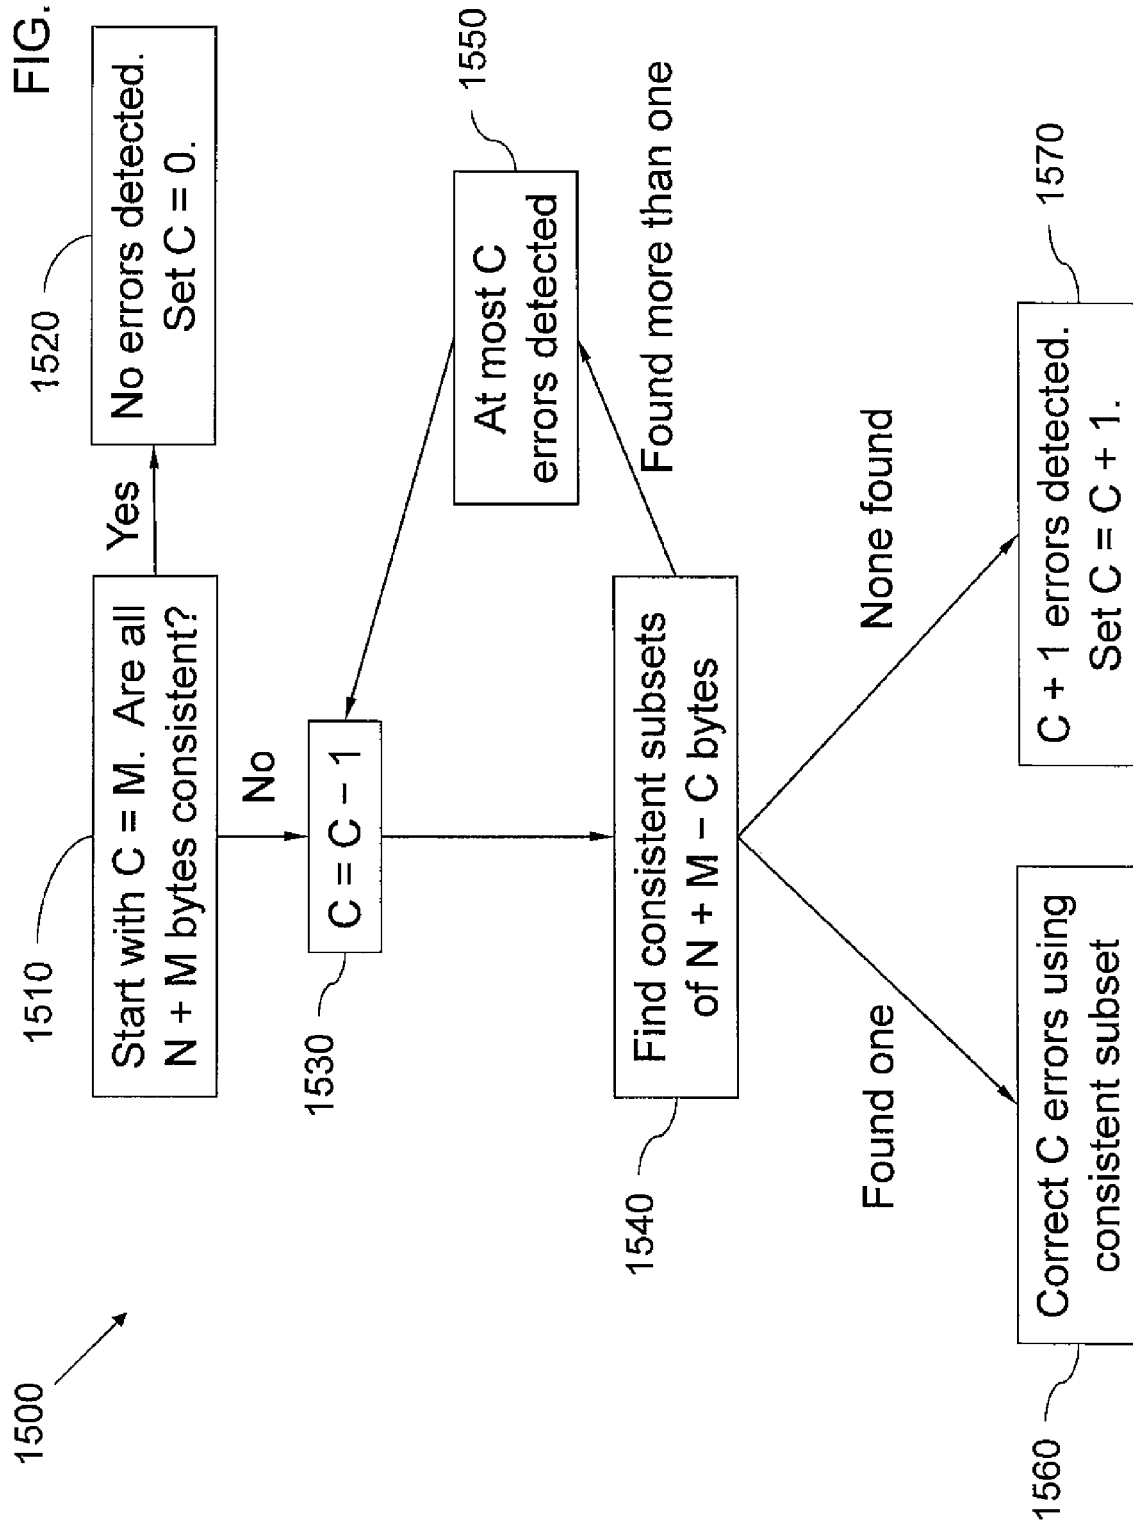 FIG.
1500
1510
Start with C = M. Are all
N + M bytes consistent?
Yes
1520
No errors detected.
Set C = 0.
No
1530
C = C – 1
1550
At most C
errors detected
1540
Find consistent subsets
of N + M – C bytes
Found more than one
Found one
None found
1560
Correct C errors using
consistent subset
1570
C + 1 errors detected.
Set C = C + 1.